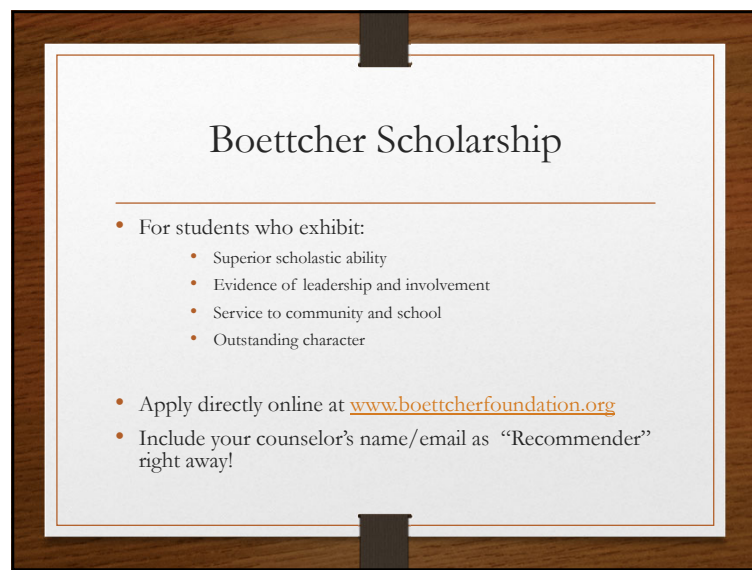 Boettcher Scholarship
• For students who exhibit:
• Superior scholastic ability
• Evidence of leadership and involvement
• Service to community and school
• Outstanding character
• Apply directly online at www.boettcherfoundation.org
• Include your counselor’s name/email as “Recommender”
right away!